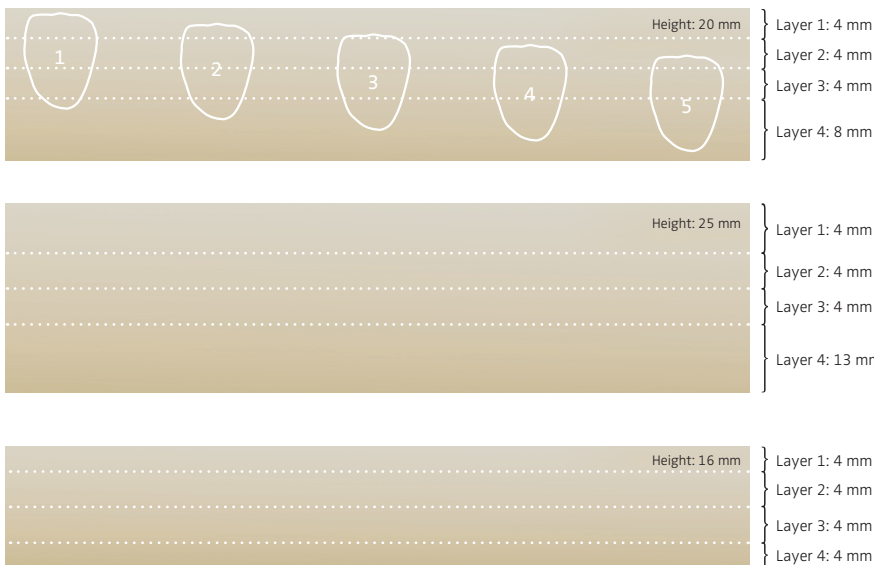 Height: 20 mm
Layer 1: 4 mm
Layer 2: 4 mm
Layer 3: 4 mm
Layer 4: 8 mm
1
2
3
4
5
Height: 25 mm
Layer 1: 4 mm
Layer 2: 4 mm
Layer 3: 4 mm
Layer 4: 13 mm
Height: 16 mm
Layer 1: 4 mm
Layer 2: 4 mm
Layer 3: 4 mm
Layer 4: 4 mm